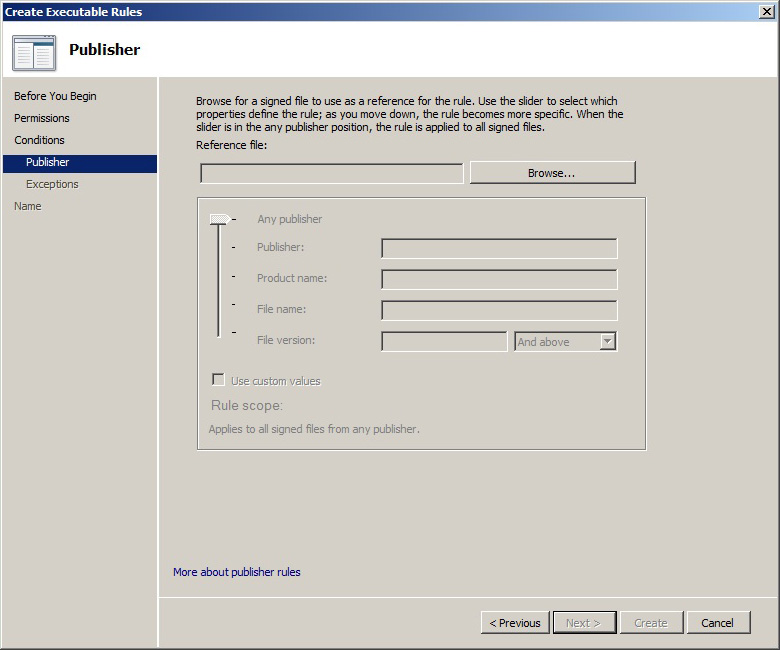 Create Executable Rules
Publisher
Before You Begin
Permissions
Conditions
Publisher
Exceptions
Name
Browse for a signed file to use as a reference for the rule. Use the slider to select which
properties define the rule; as you move down, the rule becomes more specific. When the
slider is in the any publisher position, the rule is applied to all signed files.
Reference file:
Browse...
Any publisher
Publisher:
Product name:
File name:
File version:
And above
Use custom values
Rule scope:
Applies to all signed files from any publisher.
More about publisher rules
< Previous
Next >
Create
Cancel